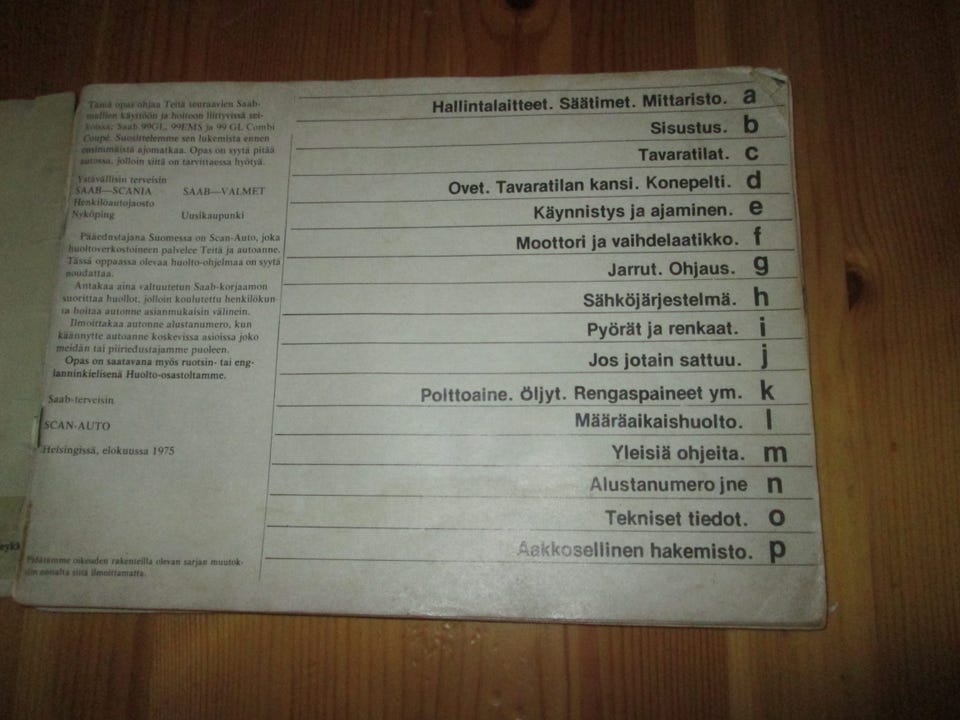 Tämä opas ohjaa Teitä seuraavien Saab-
mallien käyttöön ja hoitoon liittyvissä sei-
koissa: Saab 99GL, 99EMS ja 99 GL Combi
Coupé. Suosittelemme sen lukemista ennen
ensimmäistä ajomatkaa. Opas on syytä pitää
autossa, jolloin siitä on tarvittaessa hyötyä.
Ystävällisin terveisin
SAAB—SCANIA SAAB—VALMET
Henkilöautojaosto
Nyköping Uusikaupunki
Pääedustajana Suomessa on Scan-Auto, joka
huoltoverkostoineen palvelee Teitä ja autoanne.
Tässä oppaassa olevaa huolto-ohjelmaa on syytä
noudattaa.
Antakaa aina valtuutetun Saab-korjaamon
suorittaa huollot, jolloin koulutettu henkilökun-
ta hoitaa autonne asianmukaisin välinein.
Ilmoittakaa autonne alustanumero, kun
käännytte autoanne koskevissa asioissa joko
meidän tai piiriedustajamme puoleen.
Opas on saatavana myös ruotsin- tai eng-
lanninkielisenä Huolto-osastoltamme.
Saab-terveisin
SCAN-AUTO
Helsingissä, elokuussa 1975
Pidätämme oikeuden rakenteilla olevan sarjan muutok-
siin ennalta siitä ilmoittamatta.
Hallintalaitteet. Säätimet. Mittaristo. a
Sisustus. b
Tavaratilat. c
Ovet. Tavaratilan kansi. Konepelti. d
Käynnistys ja ajaminen. e
Moottori ja vaihdelaatikko. f
Jarrut. Ohjaus. g
Sähköjärjestelmä. h
Pyörät ja renkaat. i
Jos jotain sattuu. j
Polttoaine. Öljyt. Rengaspaineet ym. k
Määräaikaishuolto. l
Yleisiä ohjeita. m
Alustanumero jne n
Tekniset tiedot. o
Aakkosellinen hakemisto. p